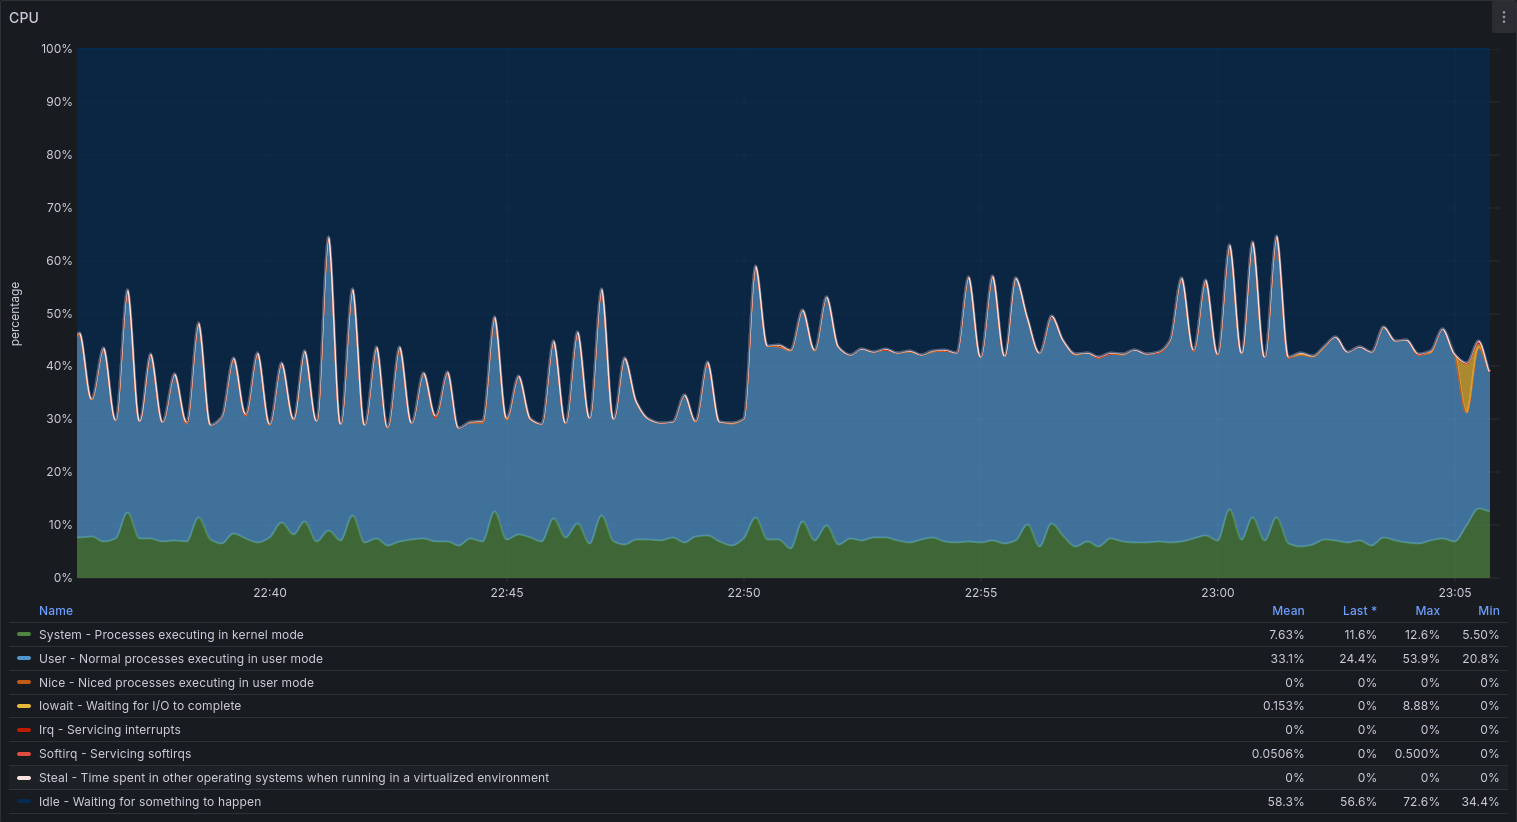 CPU
percentage
100%
90%
80%
70%
60%
50%
40%
30%
20%
10%
0%
22:40 22:45 22:50 22:55 23:00 23:05
Name Mean Last * Max Min
System - Processes executing in kernel mode 7.63% 11.6% 12.6% 5.50%
User - Normal processes executing in user mode 33.1% 24.4% 53.9% 20.8%
Nice - Niced processes executing in user mode 0% 0% 0% 0%
Iowait - Waiting for I/O to complete 0.153% 0% 8.88% 0%
Irq - Servicing interrupts 0% 0% 0% 0%
Softirq - Servicing softirqs 0.0506% 0% 0.500% 0%
Steal - Time spent in other operating systems when running in a virtualized environment 0% 0% 0% 0%
Idle - Waiting for something to happen 58.3% 56.6% 72.6% 34.4%